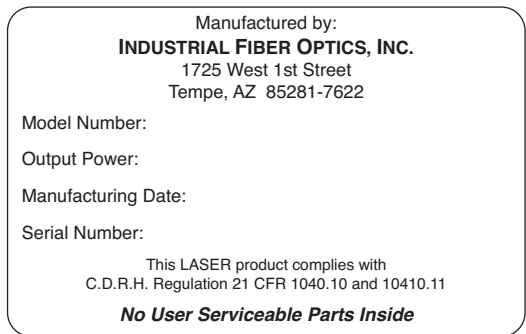 Manufactured by:
INDUSTRIAL FIBER OPTICS, INC.
1725 West 1st Street
Tempe, AZ 85281-7622
Model Number:
Output Power:
Manufacturing Date:
Serial Number:
This LASER product complies with
C.D.R.H. Regulation 21 CFR 1040.10 and 10410.11
No User Serviceable Parts Inside